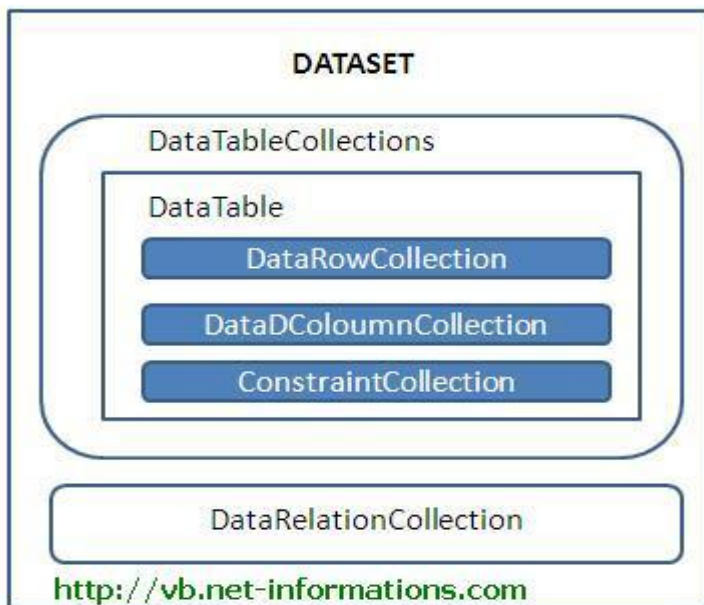 DATASET
DataTableCollections
DataTable
DataRowCollection
DataDColoumnCollection
ConstraintCollection
DataRelationCollection
http://vb.net-informations.com